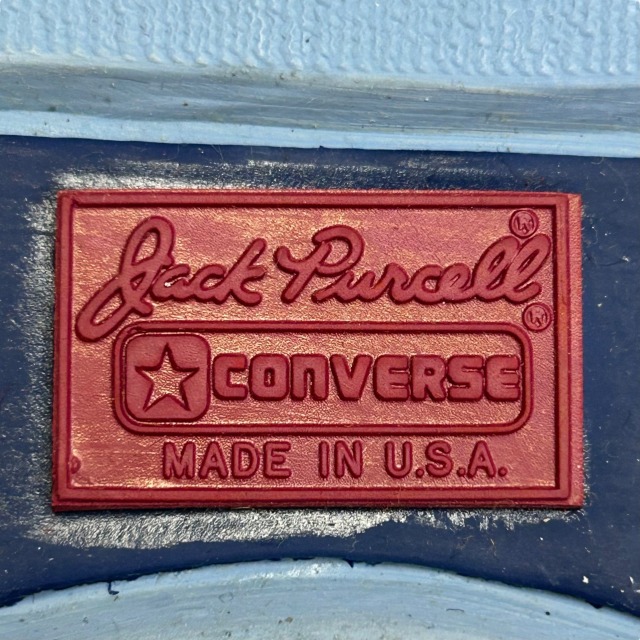 Jack Purcell
CONVERSE
MADE IN U.S.A.